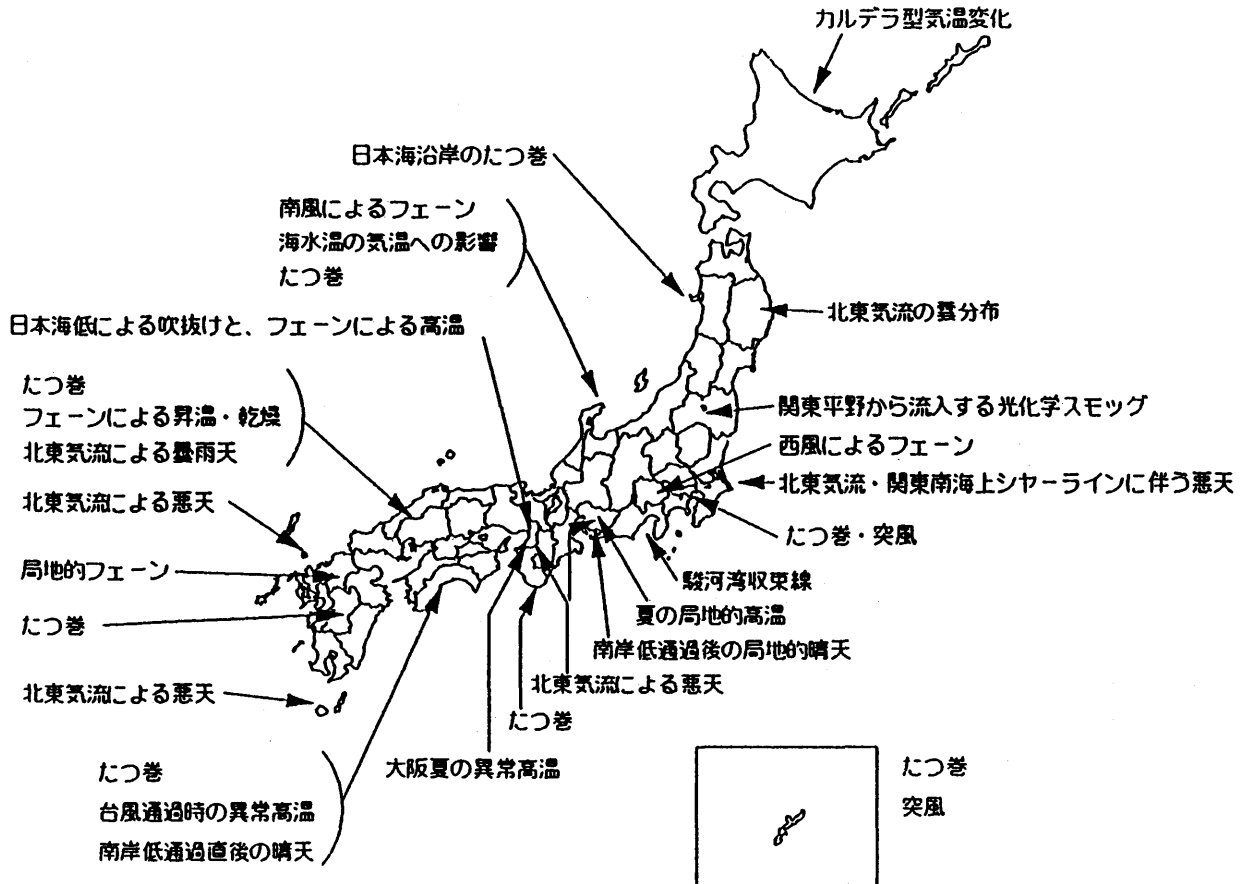 カルデラ型気温変化
日本海沿岸のたつ巻
南風によるフェーン
海水温の気温への影響
たつ巻
北東気流の雲分布
日本海低による吹抜けと、フェーンによる高温
たつ巻
フェーンによる昇温・乾燥
北東気流による曇雨天
関東平野から流入する光化学スモッグ
西風によるフェーン
北東気流・関東南海上シヤーラインに伴う悪天
北東気流による悪天
たつ巻・突風
局地的フェーン
駿河湾収束線
夏の局地的高温
たつ巻
南岸低通過後の局地的晴天
北東気流による悪天
北東気流による悪天
たつ巻
大阪夏の異常高温
たつ巻
台風通過時の異常高温
南岸低通過直後の晴天
たつ巻
突風